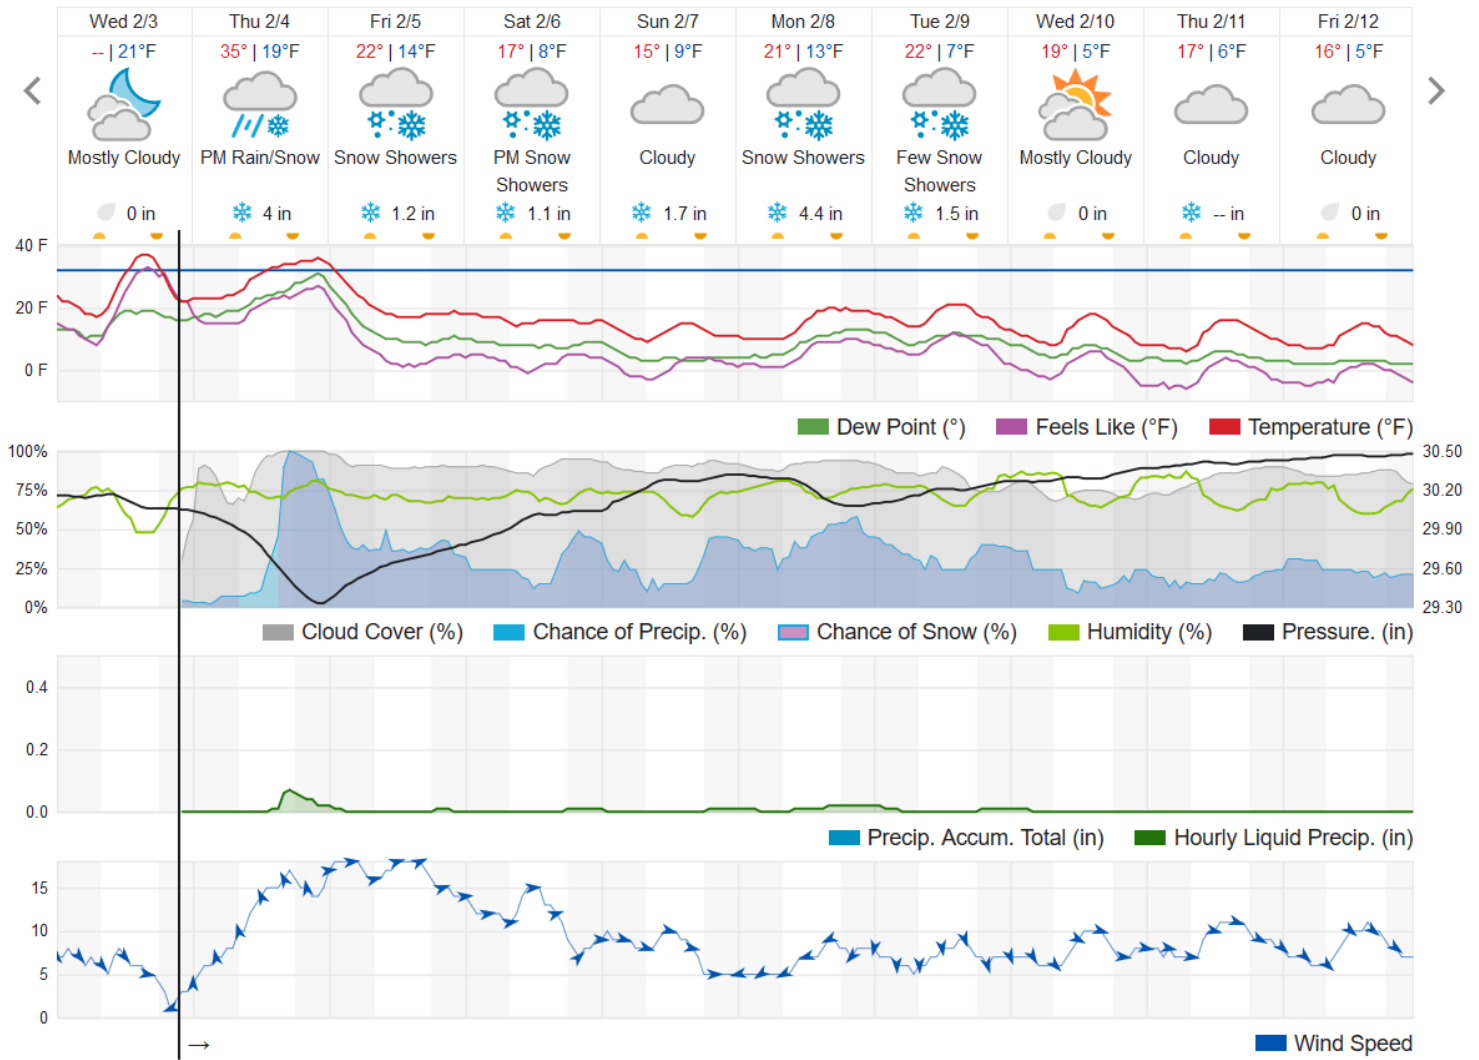 Wed 2/3 Thu 2/4 Fri 2/5 Sat 2/6 Sun 2/7 Mon 2/8 Tue 2/9 Wed 2/10 Thu 2/11 Fri 2/12
-- | 21°F 35° | 19°F 22° | 14°F 17° | 8°F 15° | 9°F 21° | 13°F 22° | 7°F 19° | 5°F 17° | 6°F 16° | 5°F
Mostly Cloudy PM Rain/Snow Snow Showers PM Snow Cloudy Snow Showers Few Snow Mostly Cloudy Cloudy Cloudy
Showers Showers
0 in 4 in 1.2 in 1.1 in 1.7 in 4.4 in 1.5 in 0 in -- in 0 in
40 F
20 F
0 F
Dew Point (°) Feels Like (°F) Temperature (°F)
100% 30.50
75% 30.20
50% 29.90
25% 29.60
0% 29.30
Cloud Cover (%) Chance of Precip. (%) Chance of Snow (%) Humidity (%) Pressure. (in)
0.4
0.2
0.0
Precip. Accum. Total (in) Hourly Liquid Precip. (in)
15
10
5
0
→
Wind Speed